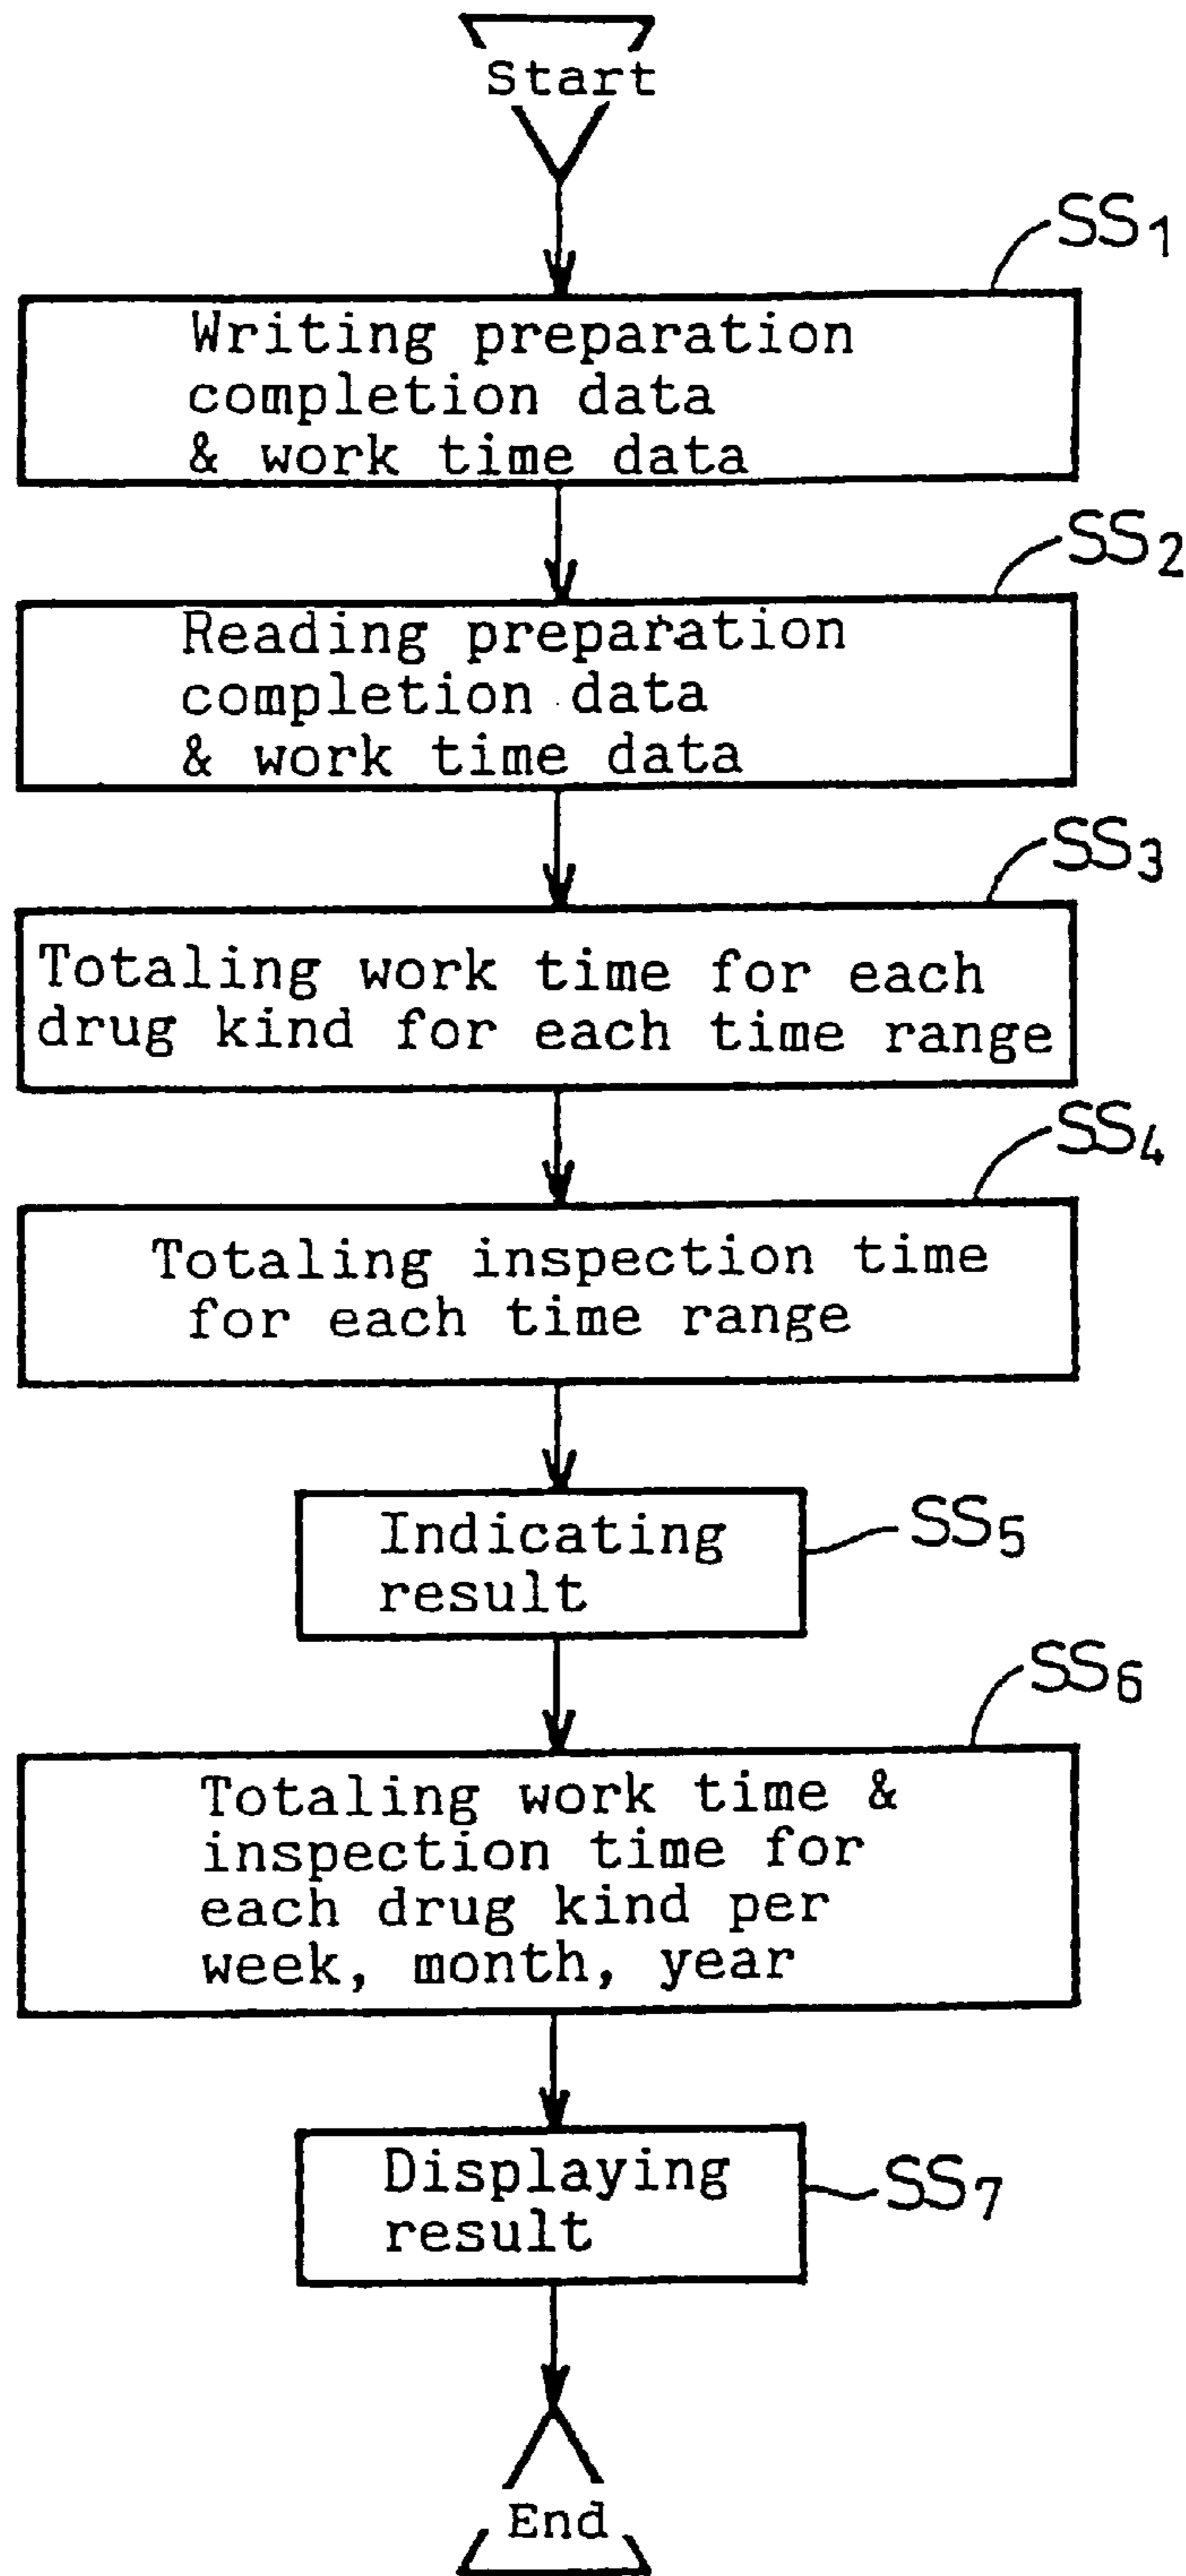 Start
SS1
Writing preparation
completion data
& work time data
SS2
Reading preparation
completion data
& work time data
SS3
Totaling work time for each
drug kind for each time range
SS4
Totaling inspection time
for each time range
Indicating
result
SS5
SS6
Totaling work time &
inspection time for
each drug kind per
week, month, year
Displaying
result
SS7
End